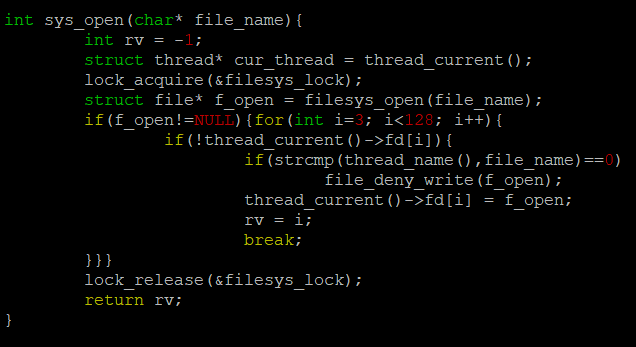 int sys_open(char* file_name){
        int rv = -1;
        struct thread* cur_thread = thread_current();
        lock_acquire(&filesys_lock);
        struct file* f_open = filesys_open(file_name);
        if(f_open!=NULL){for(int i=3; i<128; i++){
                if(!thread_current()->fd[i]){
                        if(strcmp(thread_name(),file_name)==0)
                                file_deny_write(f_open);
                        thread_current()->fd[i] = f_open;
                        rv = i;
                        break;
        }}}
        lock_release(&filesys_lock);
        return rv;
}